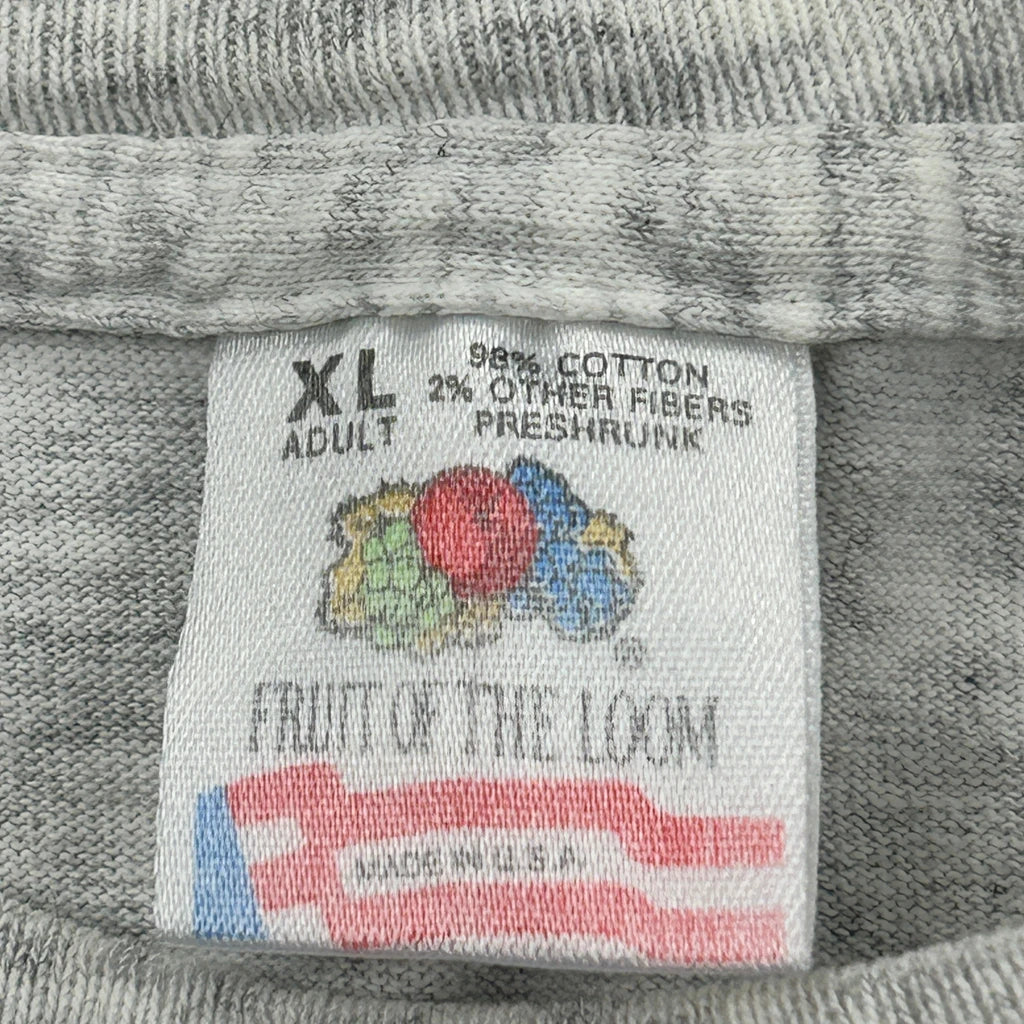 XL
ADULT
98% COTTON
2% OTHER FIBERS
PRESHRUNK
®
FRUIT OF THE LOOM
MADE IN U.S.A.